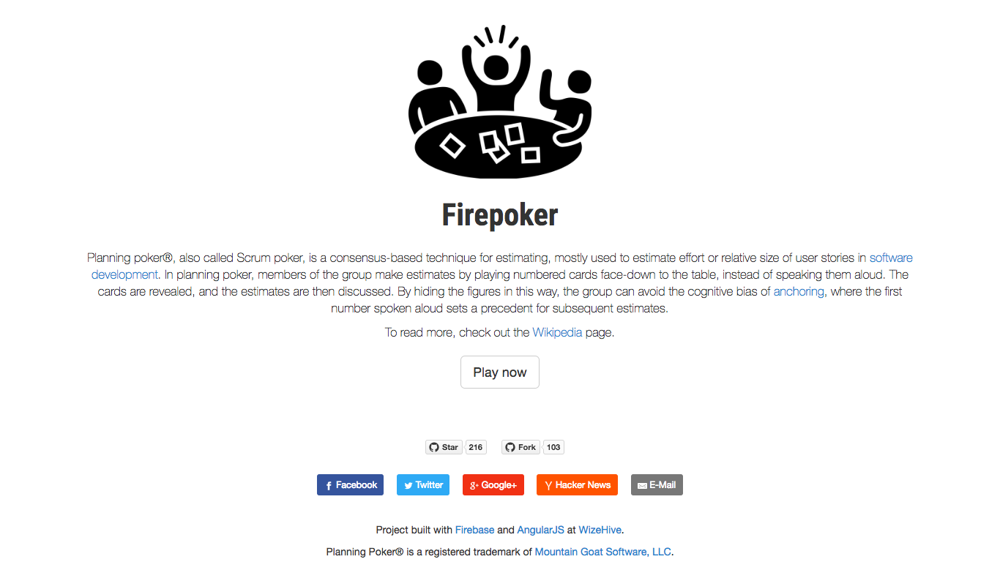 Firepoker
Planning poker®, also called Scrum poker, is a consensus-based technique for estimating, mostly used to estimate effort or relative size of user stories in software
development. In planning poker, members of the group make estimates by playing numbered cards face-down to the table, instead of speaking them aloud. The
cards are revealed, and the estimates are then discussed. By hiding the figures in this way, the group can avoid the cognitive bias of anchoring, where the first
number spoken aloud sets a precedent for subsequent estimates.
To read more, check out the Wikipedia page.
Play now
Star 216 Fork 103
Facebook Twitter Google+ Hacker News E-Mail
Project built with Firebase and AngularJS at WizeHive.
Planning Poker® is a registered trademark of Mountain Goat Software, LLC.